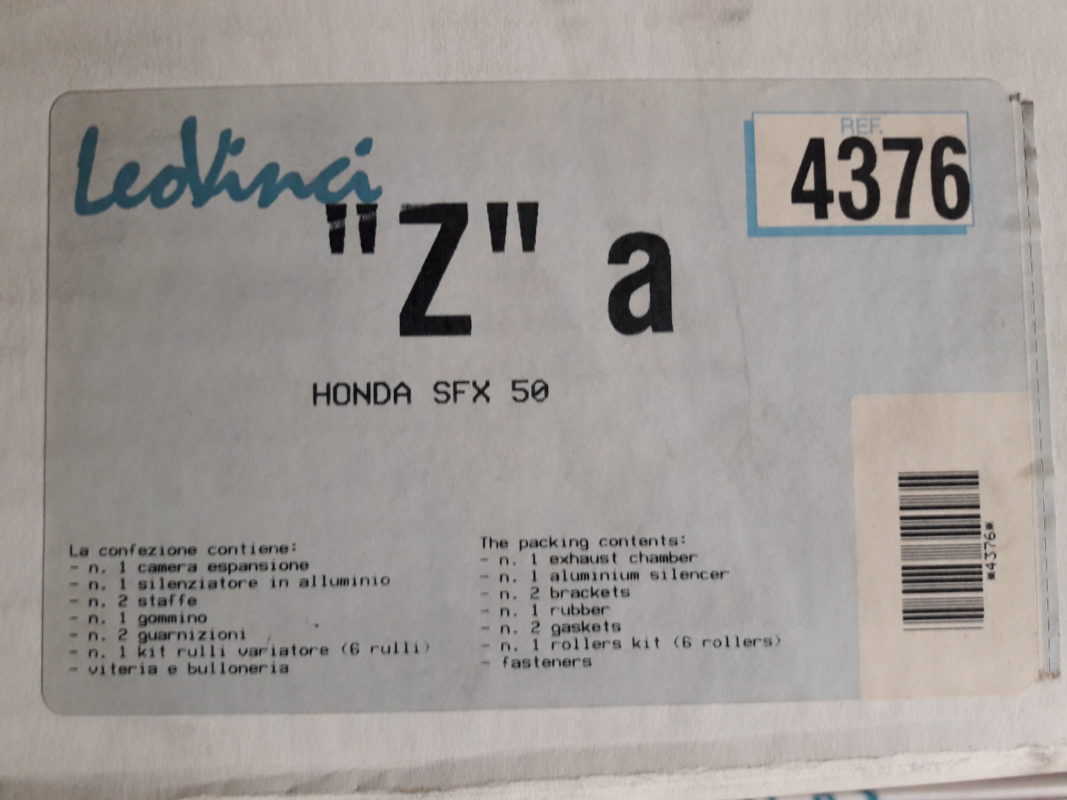 LeoVinci
REF.
4376
"Z" a
HONDA SFX 50
La confezione contiene:
- n. 1 camera espansione
- n. 1 silenziatore in alluminio
- n. 2 staffe
- n. 1 gommino
- n. 2 guarnizioni
- n. 1 kit rulli variatore (6 rulli)
- viteria e bulloneria
The packing contents:
- n. 1 exhaust chamber
- n. 1 aluminium silencer
- n. 2 brackets
- n. 1 rubber
- n. 2 gaskets
- n. 1 rollers kit (6 rollers)
- fasteners
*4376*